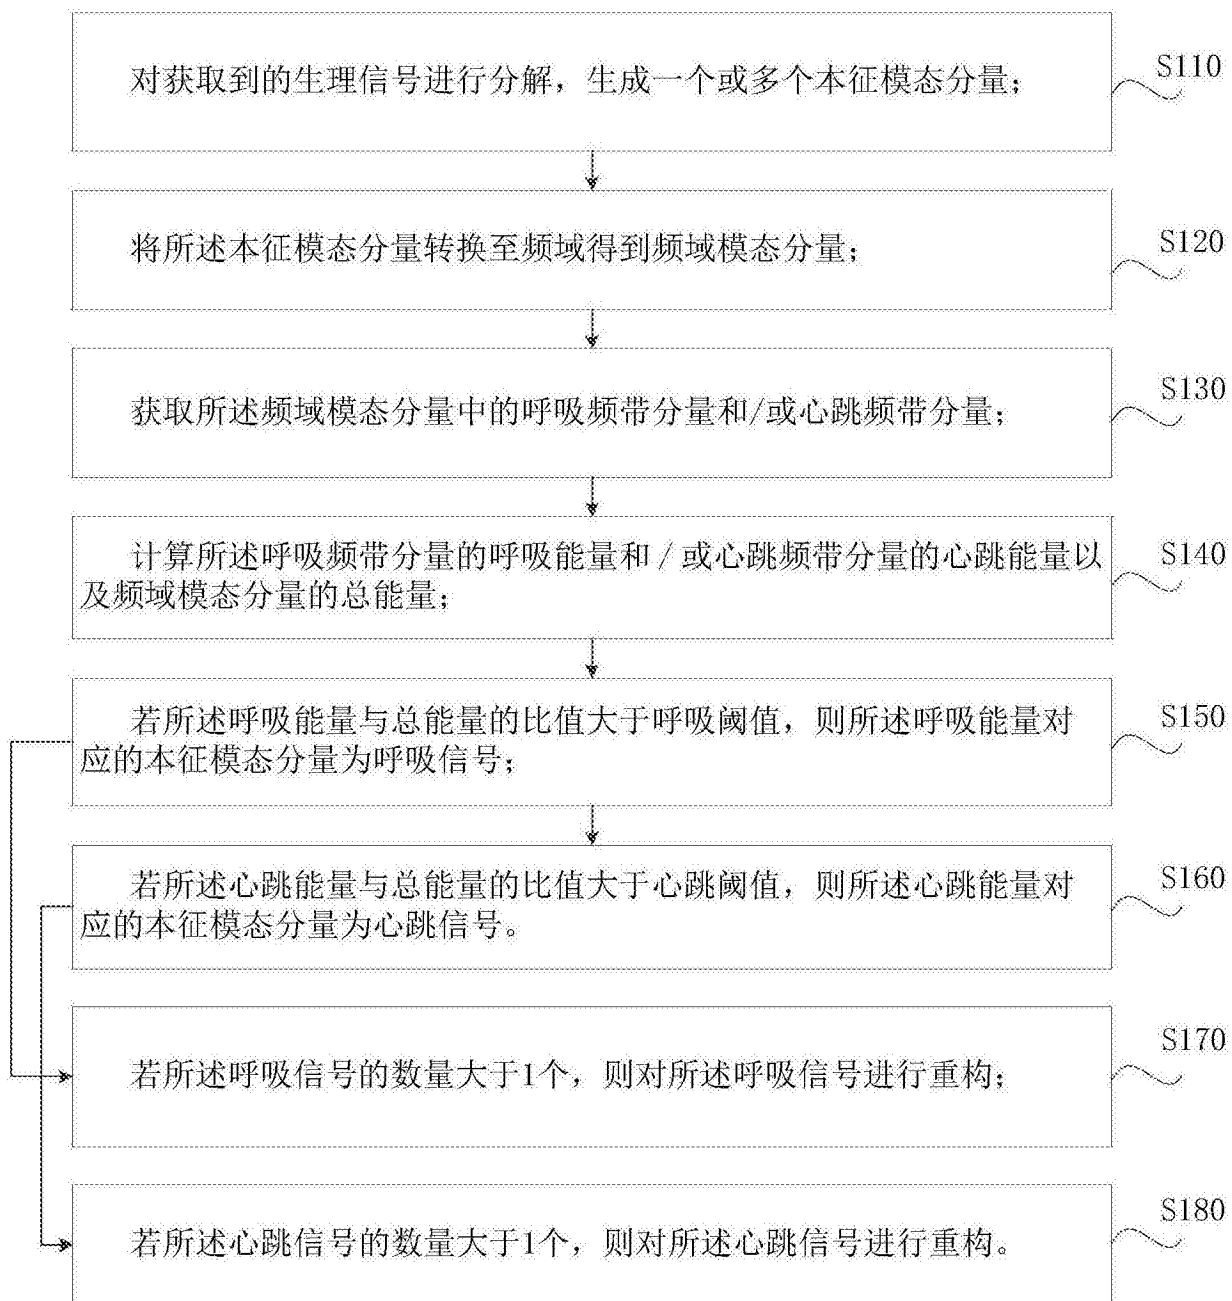 对获取到的生理信号进行分解，生成一个或多个本征模态分量；
S110
将所述本征模态分量转换至频域得到频域模态分量；
S120
获取所述频域模态分量中的呼吸频带分量和/或心跳频带分量；
S130
计算所述呼吸频带分量的呼吸能量和／或心跳频带分量的心跳能量以
及频域模态分量的总能量；
S140
若所述呼吸能量与总能量的比值大于呼吸阈值，则所述呼吸能量对
应的本征模态分量为呼吸信号；
S150
若所述心跳能量与总能量的比值大于心跳阈值，则所述心跳能量对
应的本征模态分量为心跳信号。
S160
若所述呼吸信号的数量大于1个，则对所述呼吸信号进行重构；
S170
若所述心跳信号的数量大于1个，则对所述心跳信号进行重构。
S180